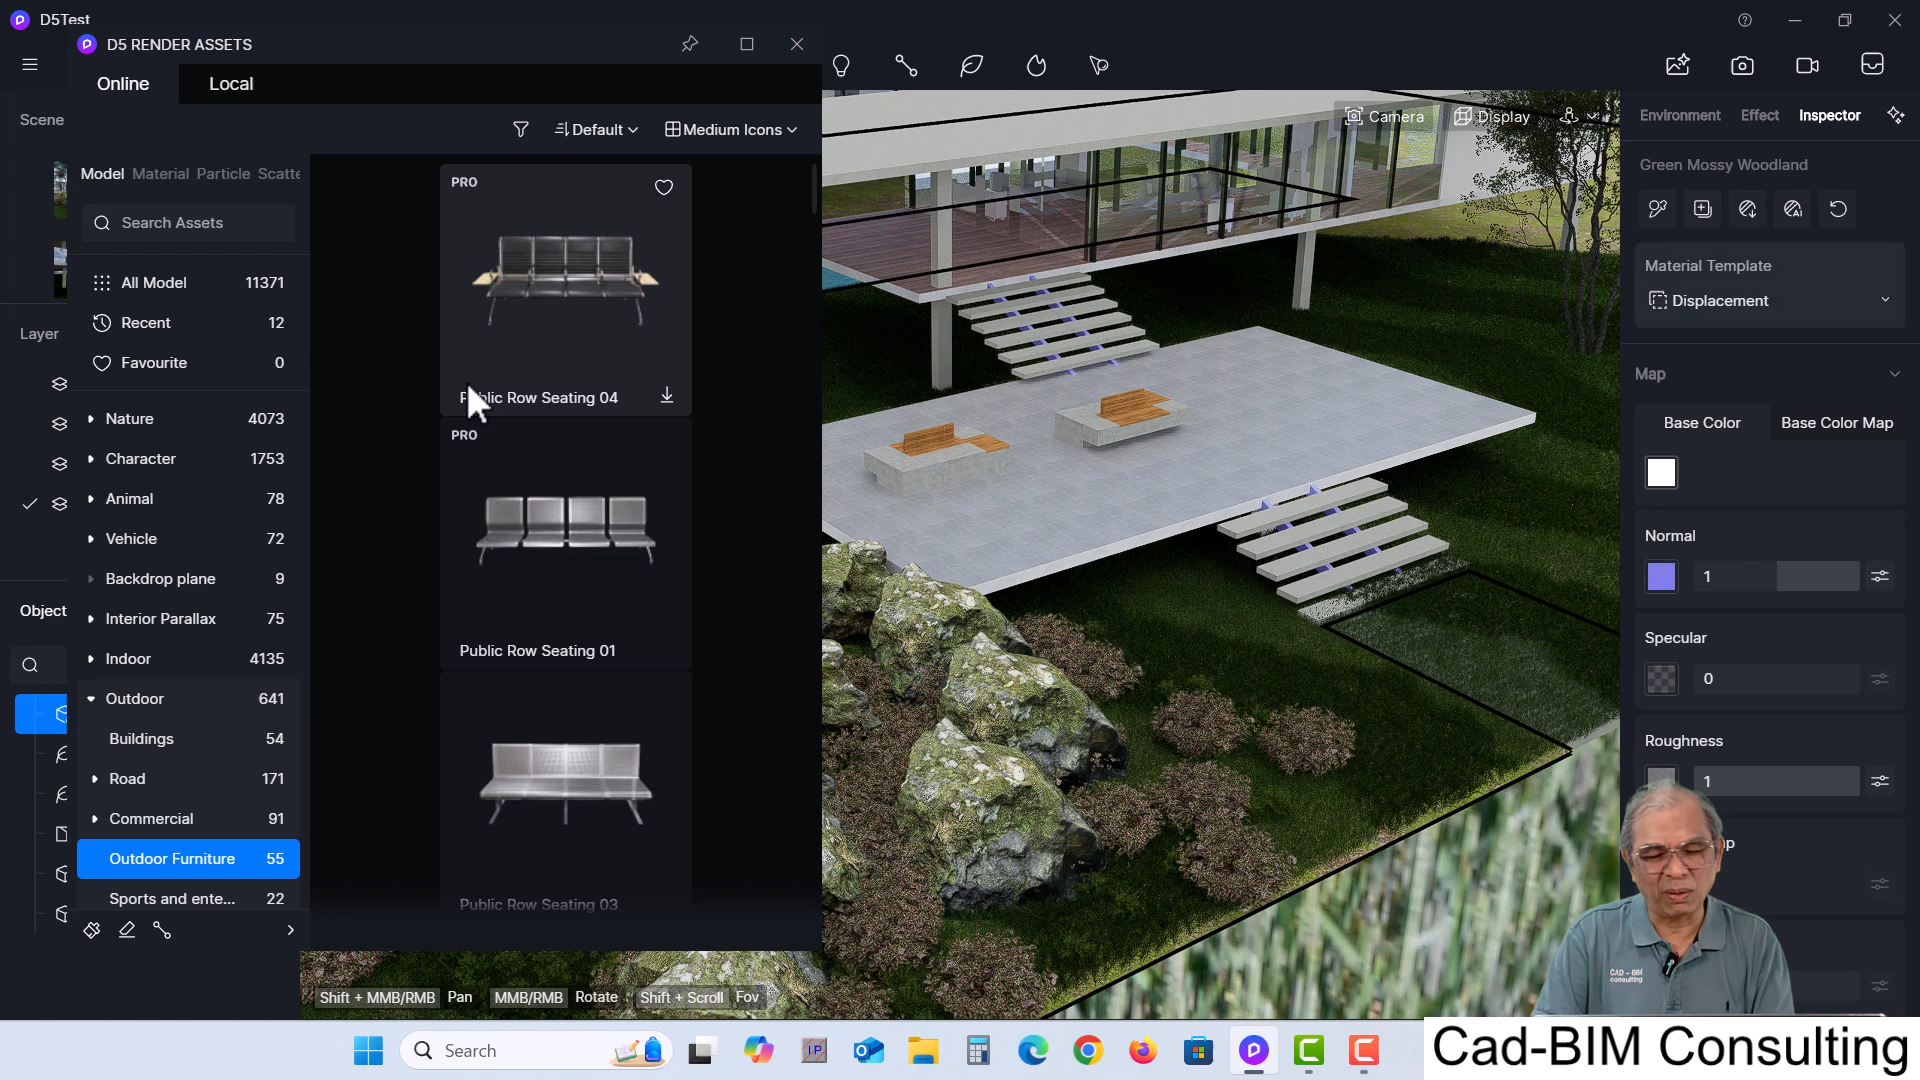 D5Test
D5 RENDER ASSETS
Online
Local
Scene
Default
Medium Icons
Model Material Particle Scatte
Search Assets
All Model 11371
Recent 12
Favourite 0
Nature 4073
Character 1753
Animal 78
Vehicle 72
Backdrop plane 9
Interior Parallax 75
Indoor 4135
Outdoor 641
Buildings 54
Road 171
Commercial 91
Outdoor Furniture 55
Sports and ente... 22
Layer
Object
PRO
Public Row Seating 04
PRO
Public Row Seating 01
Public Row Seating 03
Camera
Display
Shift + MMB/RMB Pan MMB/RMB Rotate Shift + Scroll Fov
Environment Effect Inspector
Green Mossy Woodland
AI
Material Template
Displacement
Map
Base Color Base Color Map
Normal
1
Specular
0
Roughness
1
CAD - BIM
consulting
Search
IP
Cad-BIM Consulting